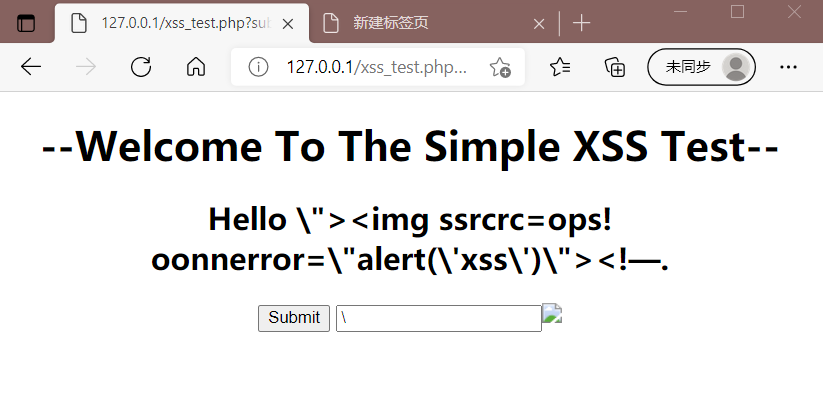 127.0.0.1/xss_test.php?sub
新建标签页
127.0.0.1/xss_test.php...
未同步
--Welcome To The Simple XSS Test--
Hello \"><img ssrcrc=ops!
oonnerror=\"alert(\'xss\')\"><!—.
Submit \